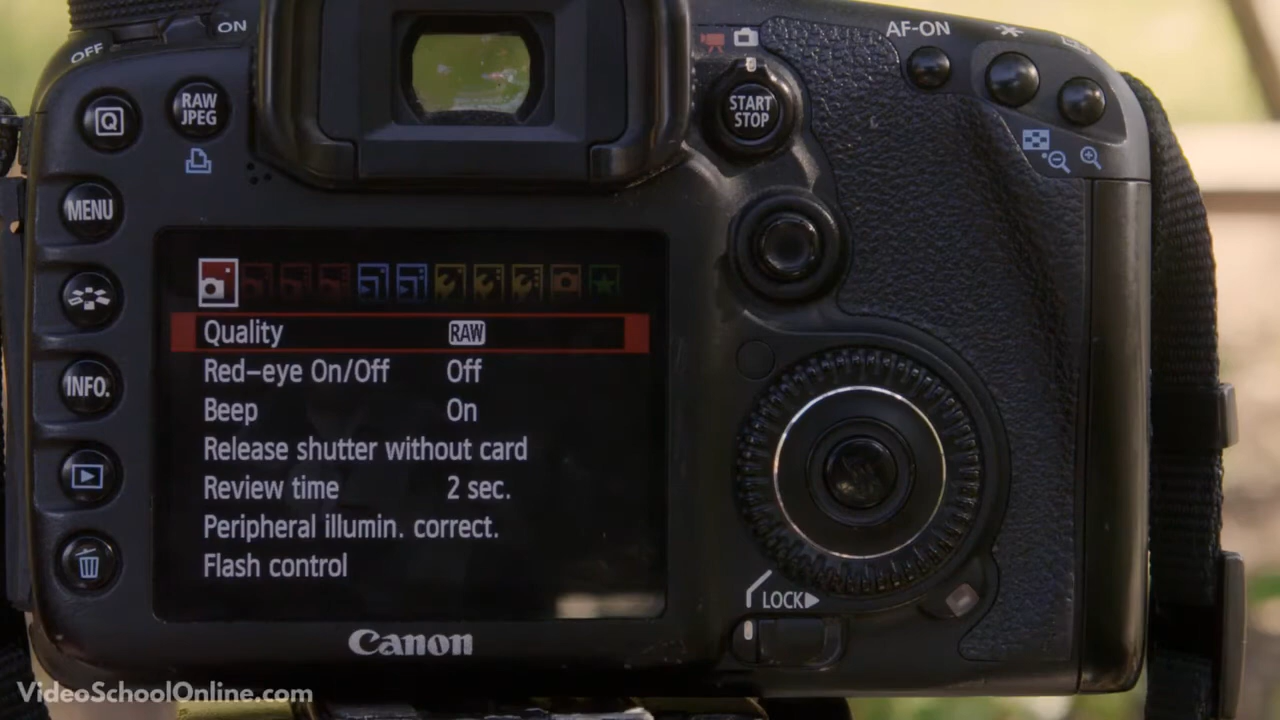 OFF
ON
AF-ON
Q
RAW
JPEG
START
STOP
MENU
INFO.
Quality RAW
Red-eye On/Off Off
Beep On
Release shutter without card
Review time 2 sec.
Peripheral illumin. correct.
Flash control
LOCK
Canon
VideoSchoolOnline.com